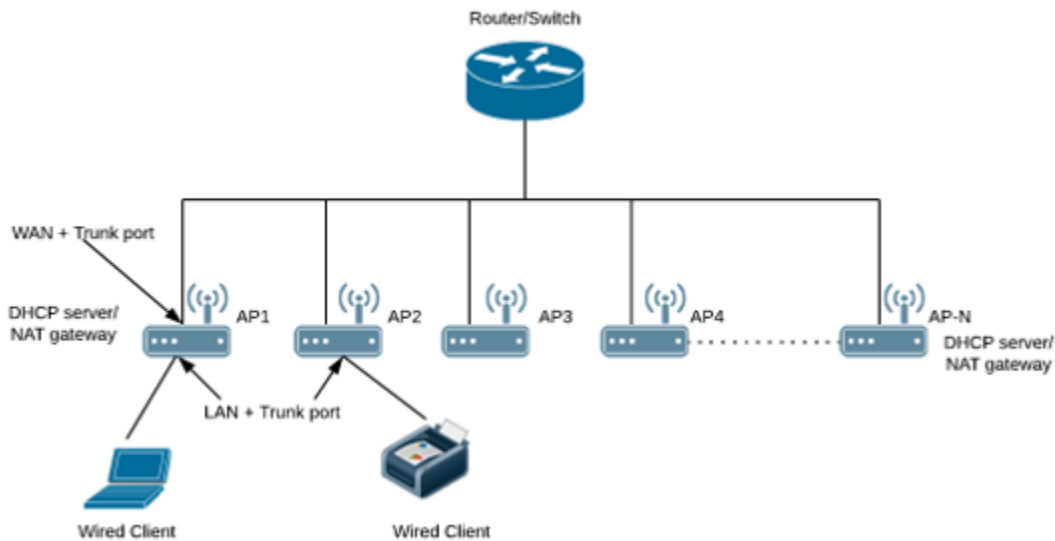 Router/Switch
WAN + Trunk port
DHCP server/
NAT gateway
AP1
AP2
AP3
AP4
AP-N
DHCP server/
NAT gateway
LAN + Trunk port
Wired Client
Wired Client